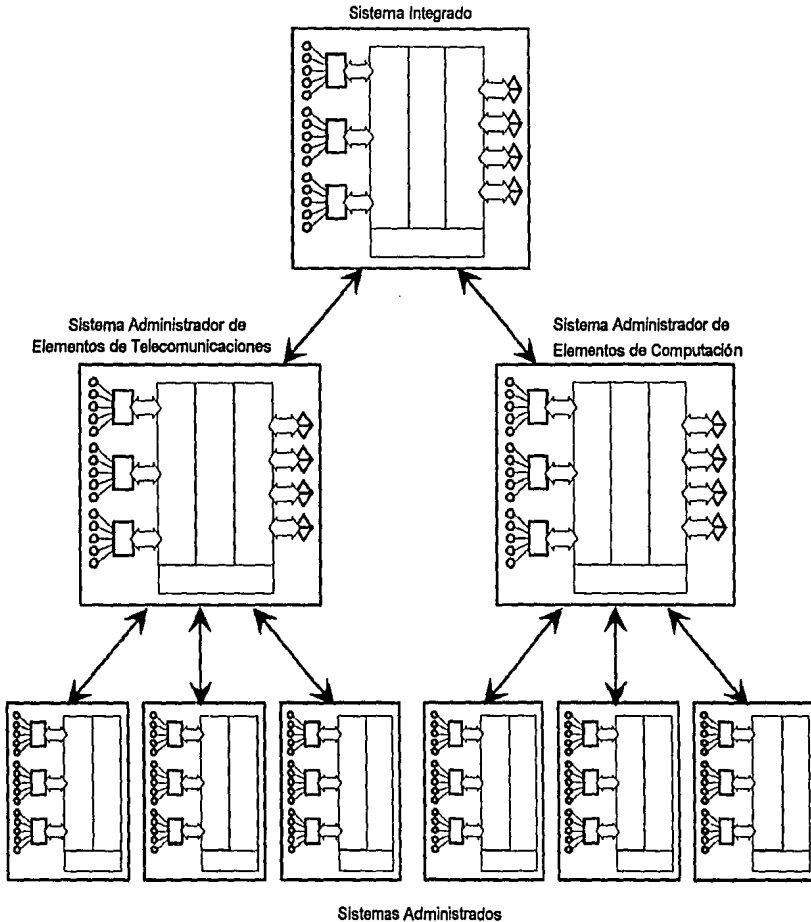 Sistema Integrado
Sistema Administrador de
Elementos de Telecomunicaciones
Sistema Administrador de
Elementos de Computación
Sistemas Administrados